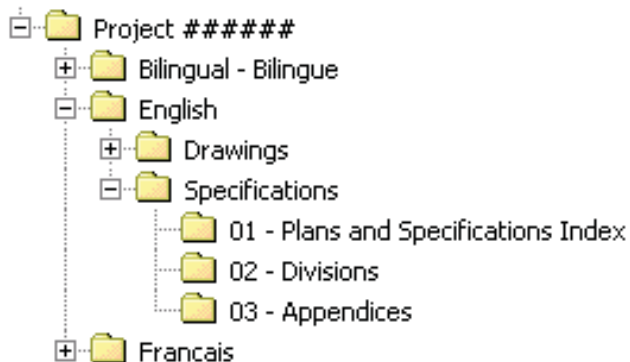 Project ######
Bilingual - Bilingue
English
Drawings
Specifications
01 - Plans and Specifications Index
02 - Divisions
03 - Appendices
Francais